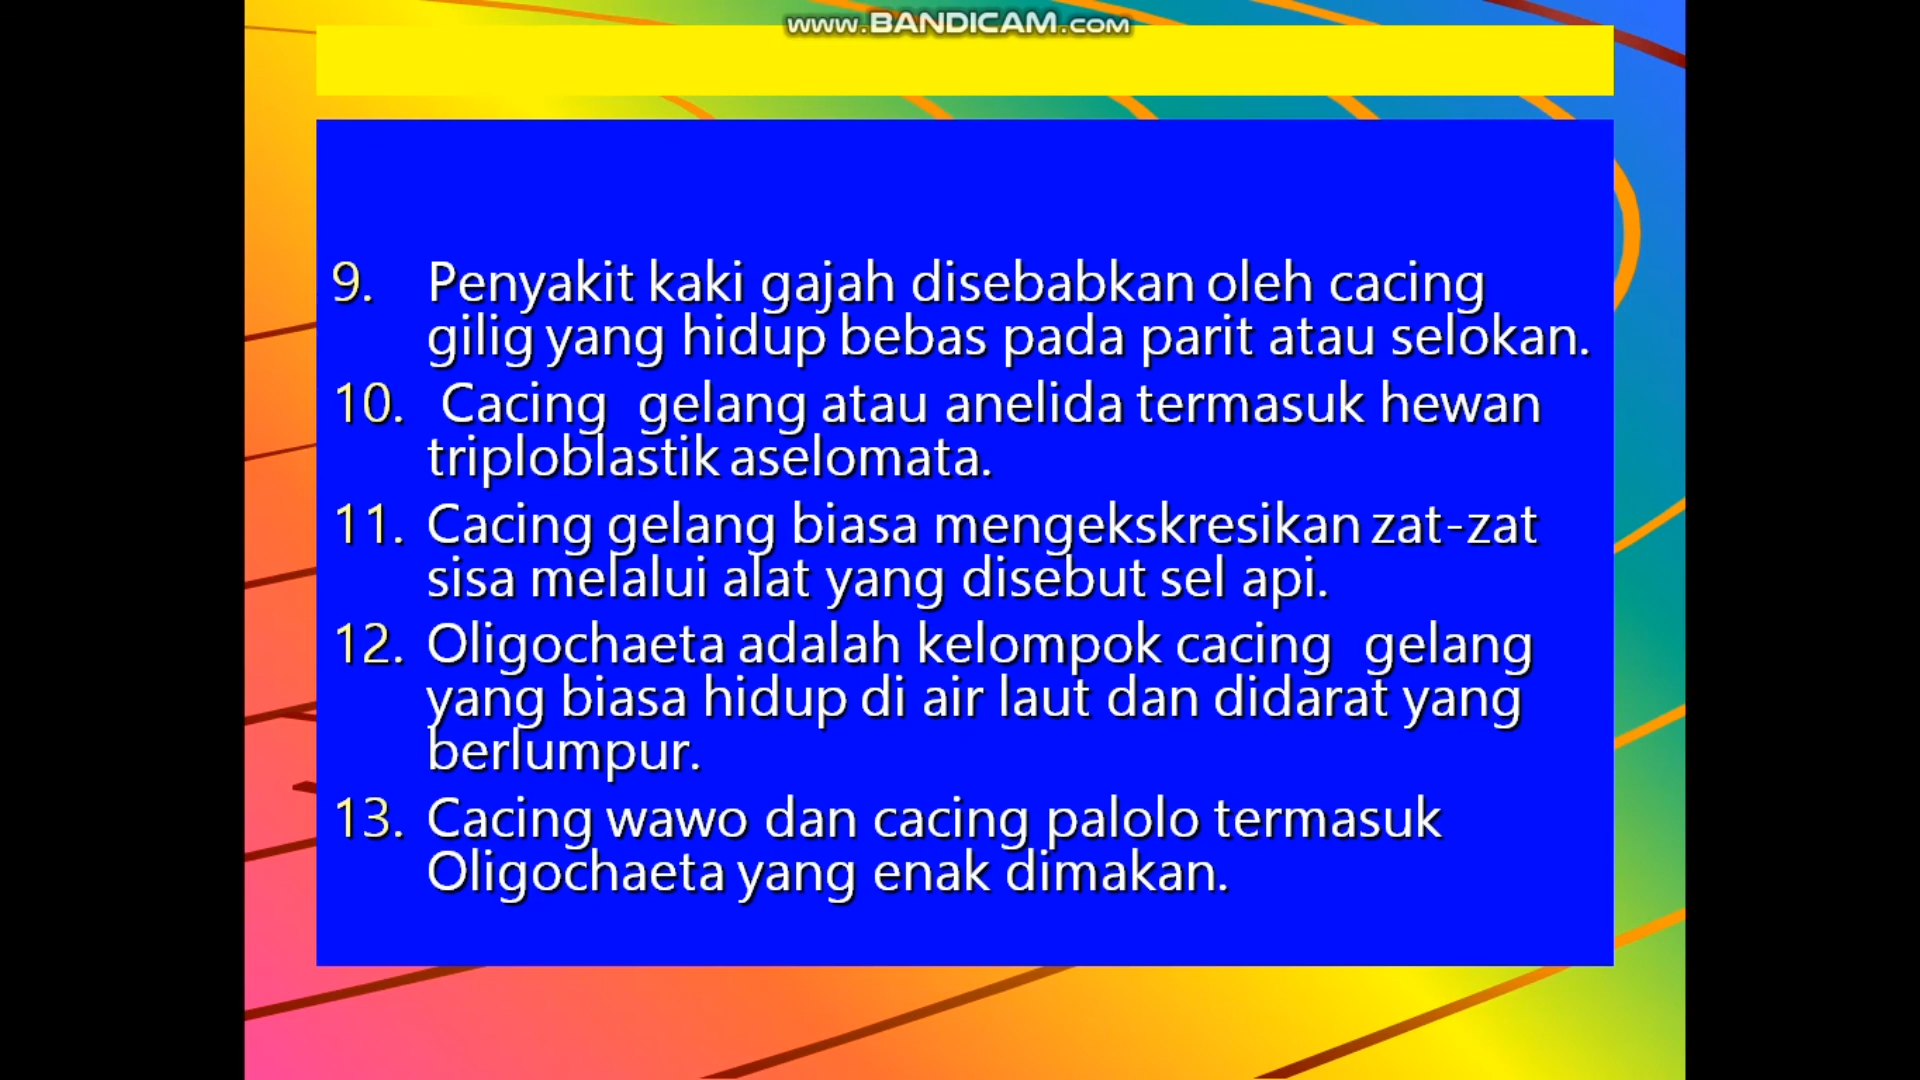 www.BANDICAM.com
9. Penyakit kaki gajah disebabkan oleh cacing
gilig yang hidup bebas pada parit atau selokan.
10. Cacing gelang atau anelida termasuk hewan
triploblastik aselomata.
11. Cacing gelang biasa mengekskresikan zat-zat
sisa melalui alat yang disebut sel api.
12. Oligochaeta adalah kelompok cacing gelang
yang biasa hidup di air laut dan didarat yang
berlumpur.
13. Cacing wawo dan cacing palolo termasuk
Oligochaeta yang enak dimakan.